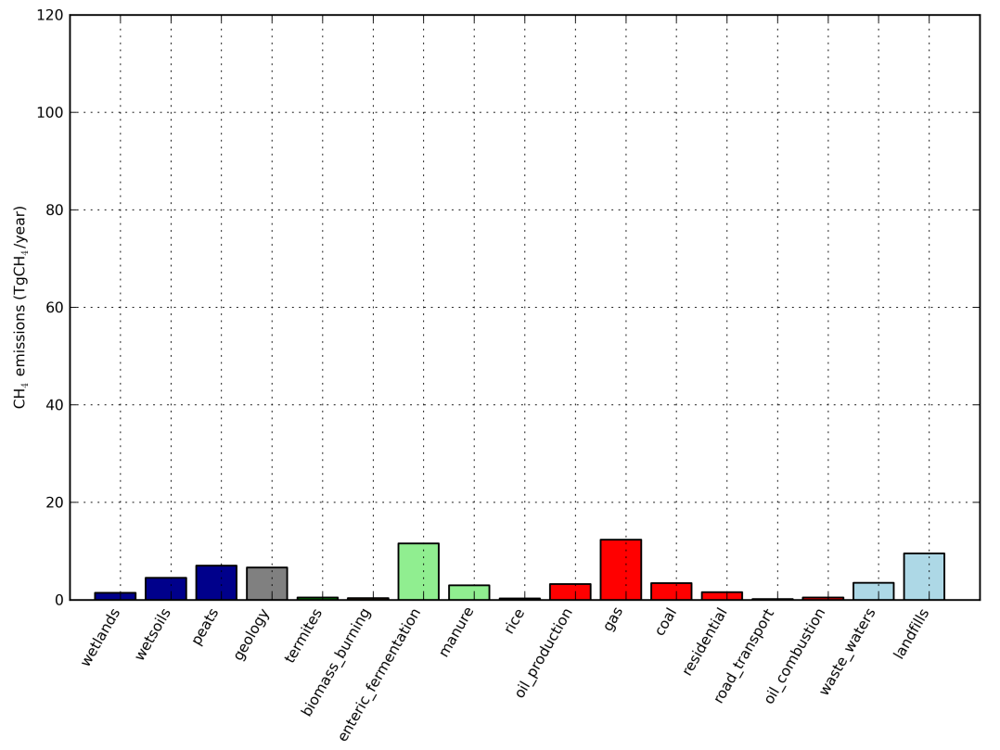 120
100
80
60
40
20
0
CH₄ emissions (TgCH₄/year)
wetlands
wetsoils
peats
geology
termites
biomass_burning
enteric_fermentation
manure
rice
oil_production
gas
coal
residential
road_transport
oil_combustion
waste_waters
landfills